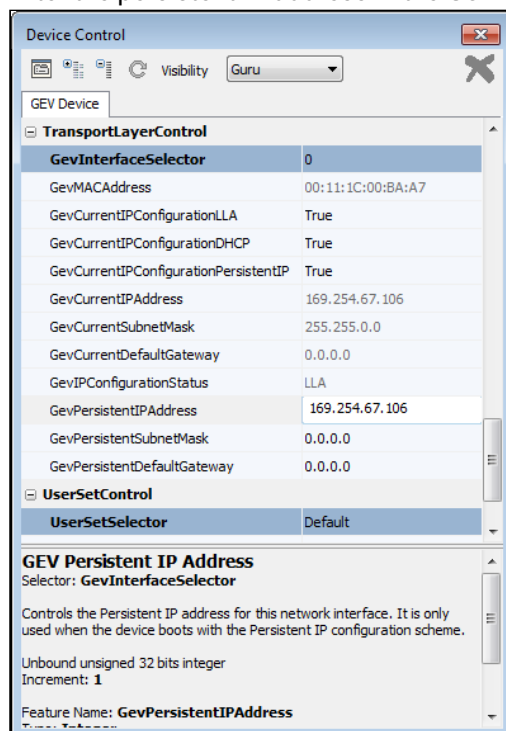 Device Control
Visibility Guru
GEV Device
TransportLayerControl
GevInterfaceSelector 0
GevMACAddress 00:11:1C:00:BA:A7
GevCurrentIPConfigurationLLA True
GevCurrentIPConfigurationDHCP True
GevCurrentIPConfigurationPersistentIP True
GevCurrentIPAddress 169.254.67.106
GevCurrentSubnetMask 255.255.0.0
GevCurrentDefaultGateway 0.0.0.0
GevIPConfigurationStatus LLA
GevPersistentIPAddress 169.254.67.106
GevPersistentSubnetMask 0.0.0.0
GevPersistentDefaultGateway 0.0.0.0
UserSetControl
UserSetSelector Default
GEV Persistent IP Address
Selector: GevInterfaceSelector
Controls the Persistent IP address for this network interface. It is only
used when the device boots with the Persistent IP configuration scheme.
Unbound unsigned 32 bits integer
Increment: 1
Feature Name: GevPersistentIPAddress